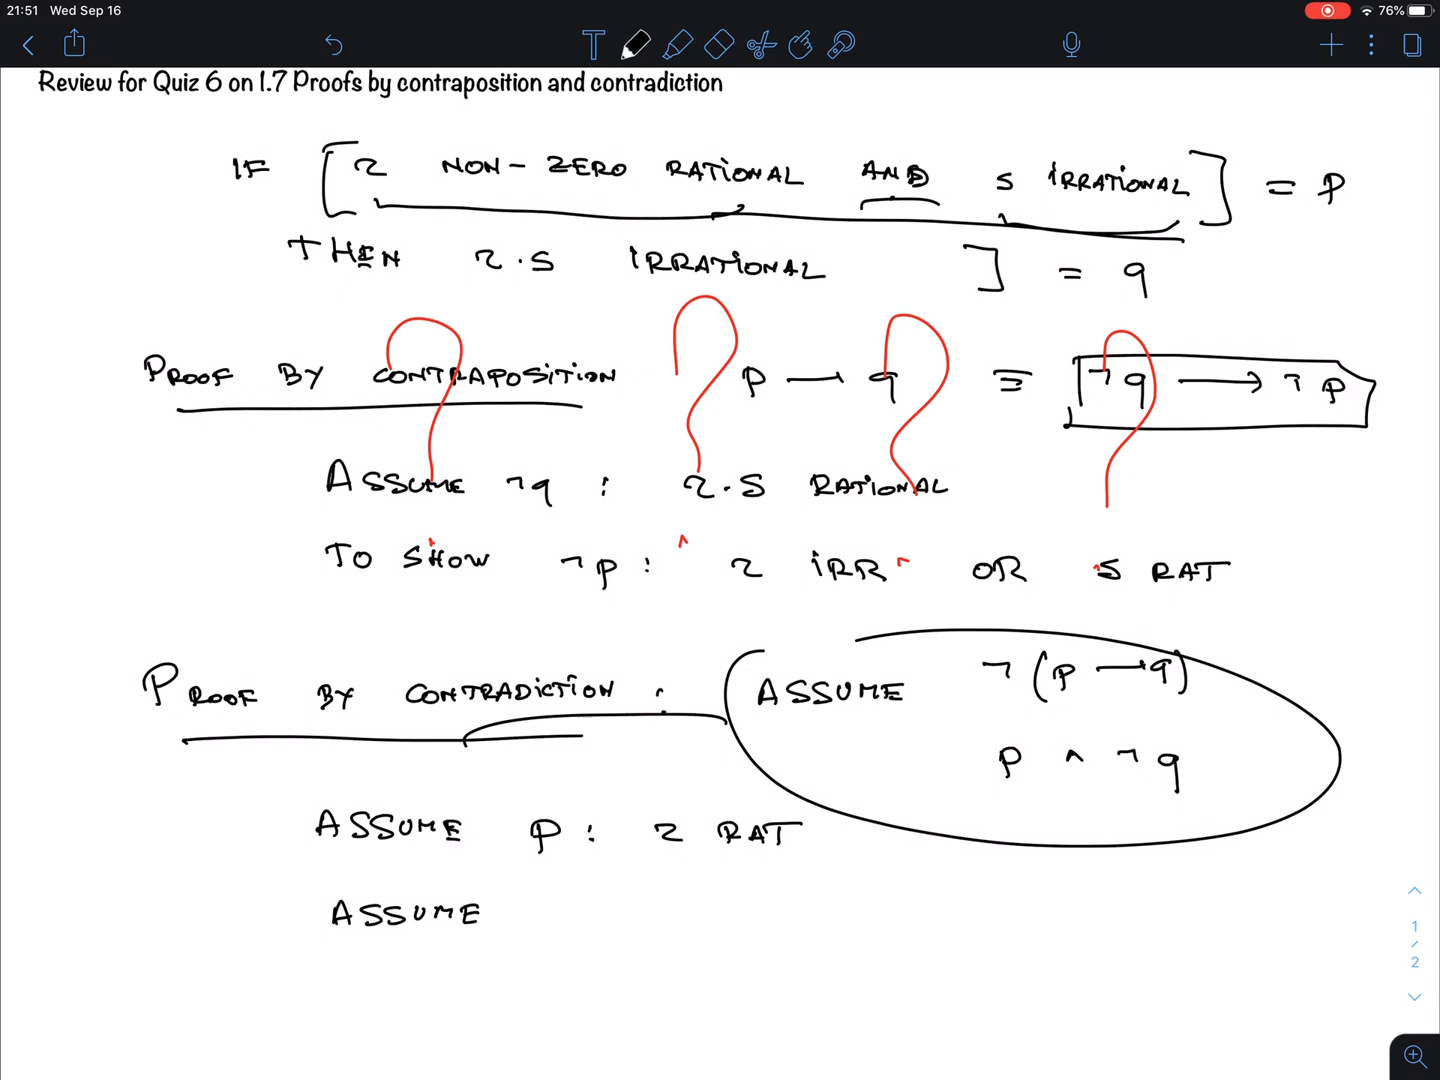 21:51 Wed Sep 16
76%
Review for Quiz 6 on 1.7 Proofs by contraposition and contradiction
IF [ r NON-ZERO RATIONAL AND S IRRATIONAL ] = P
THEN r.S IRRATIONAL ] = q
PROOF BY CONTRAPOSITION P → q ≡ ¬q → ¬P
ASSUME ¬q : r.S RATIONAL
TO SHOW ¬P : r IRR OR S RAT
PROOF BY CONTRADICTION : ASSUME ¬(P → q)
P ∧ ¬q
ASSUME P : r RAT
ASSUME
1
/
2